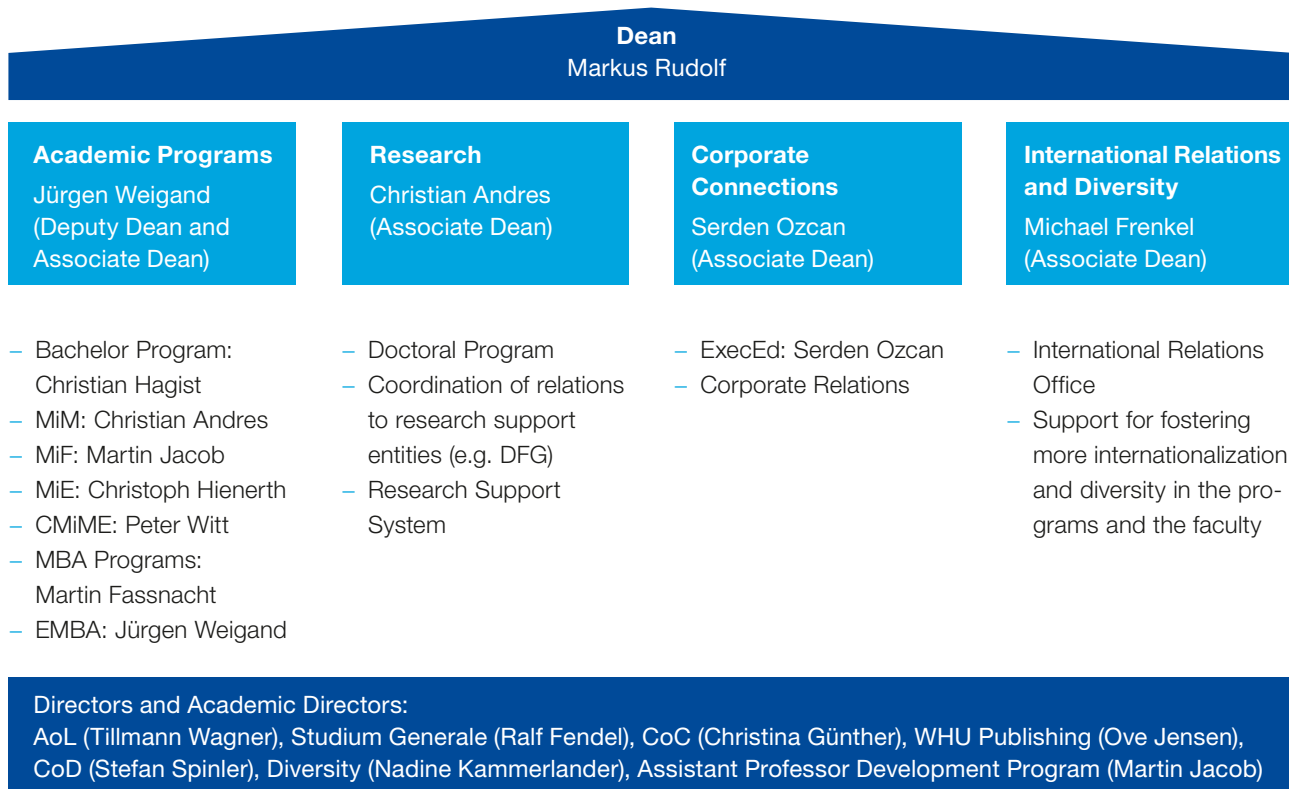 Dean
Markus Rudolf
Academic Programs
Jürgen Weigand
(Deputy Dean and
Associate Dean)
Research
Christian Andres
(Associate Dean)
Corporate
Connections
Serden Ozcan
(Associate Dean)
International Relations
and Diversity
Michael Frenkel
(Associate Dean)
– Bachelor Program:
Christian Hagist
– MiM: Christian Andres
– MiF: Martin Jacob
– MiE: Christoph Hienerth
– CMiME: Peter Witt
– MBA Programs:
Martin Fassnacht
– EMBA: Jürgen Weigand
– Doctoral Program
– Coordination of relations
to research support
entities (e.g. DFG)
– Research Support
System
– ExecEd: Serden Ozcan
– Corporate Relations
– International Relations
Office
– Support for fostering
more internationalization
and diversity in the pro-
grams and the faculty
Directors and Academic Directors:
AoL (Tillmann Wagner), Studium Generale (Ralf Fendel), CoC (Christina Günther), WHU Publishing (Ove Jensen),
CoD (Stefan Spinler), Diversity (Nadine Kammerlander), Assistant Professor Development Program (Martin Jacob)